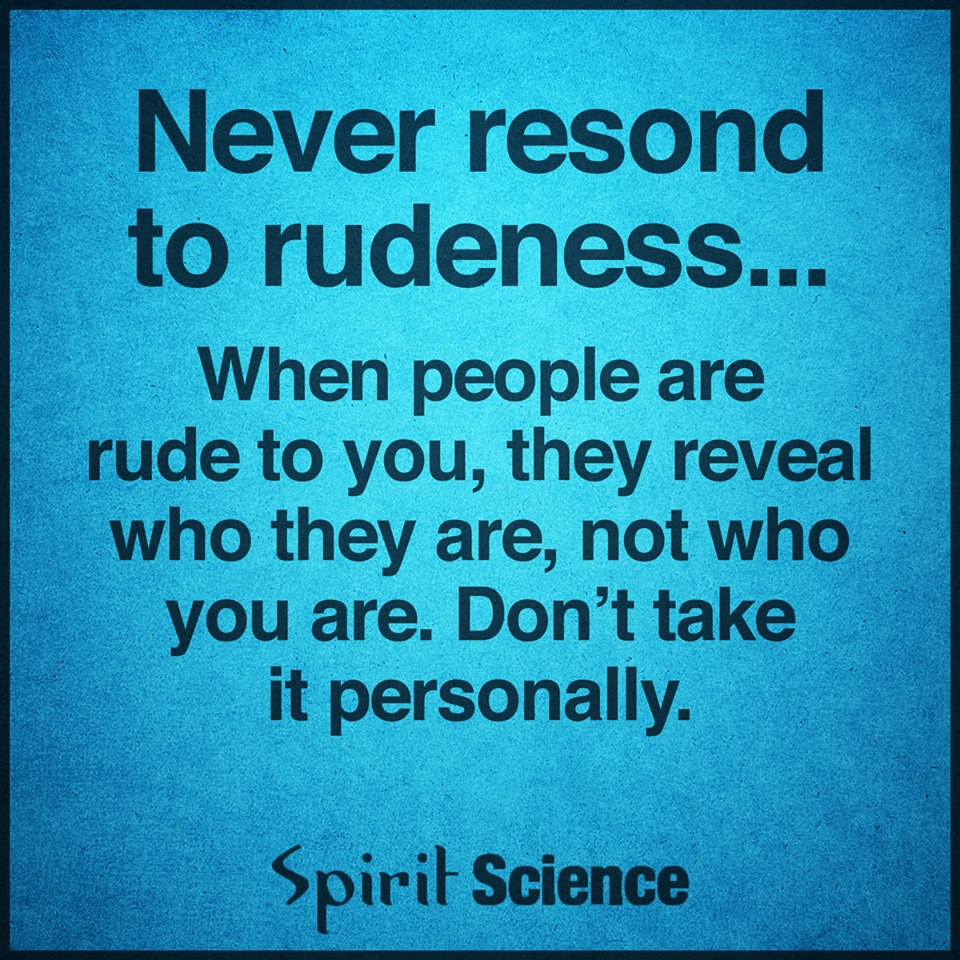 Never resond
to rudeness...
When people are
rude to you, they reveal
who they are, not who
you are. Don’t take
it personally.
Spirit Science